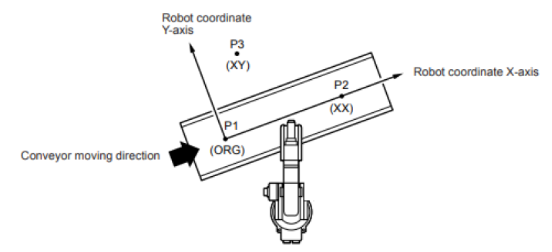 Robot coordinate
Y-axis
P3
(XY)
Robot coordinate X-axis
P2
(XX)
P1
(ORG)
Conveyor moving direction